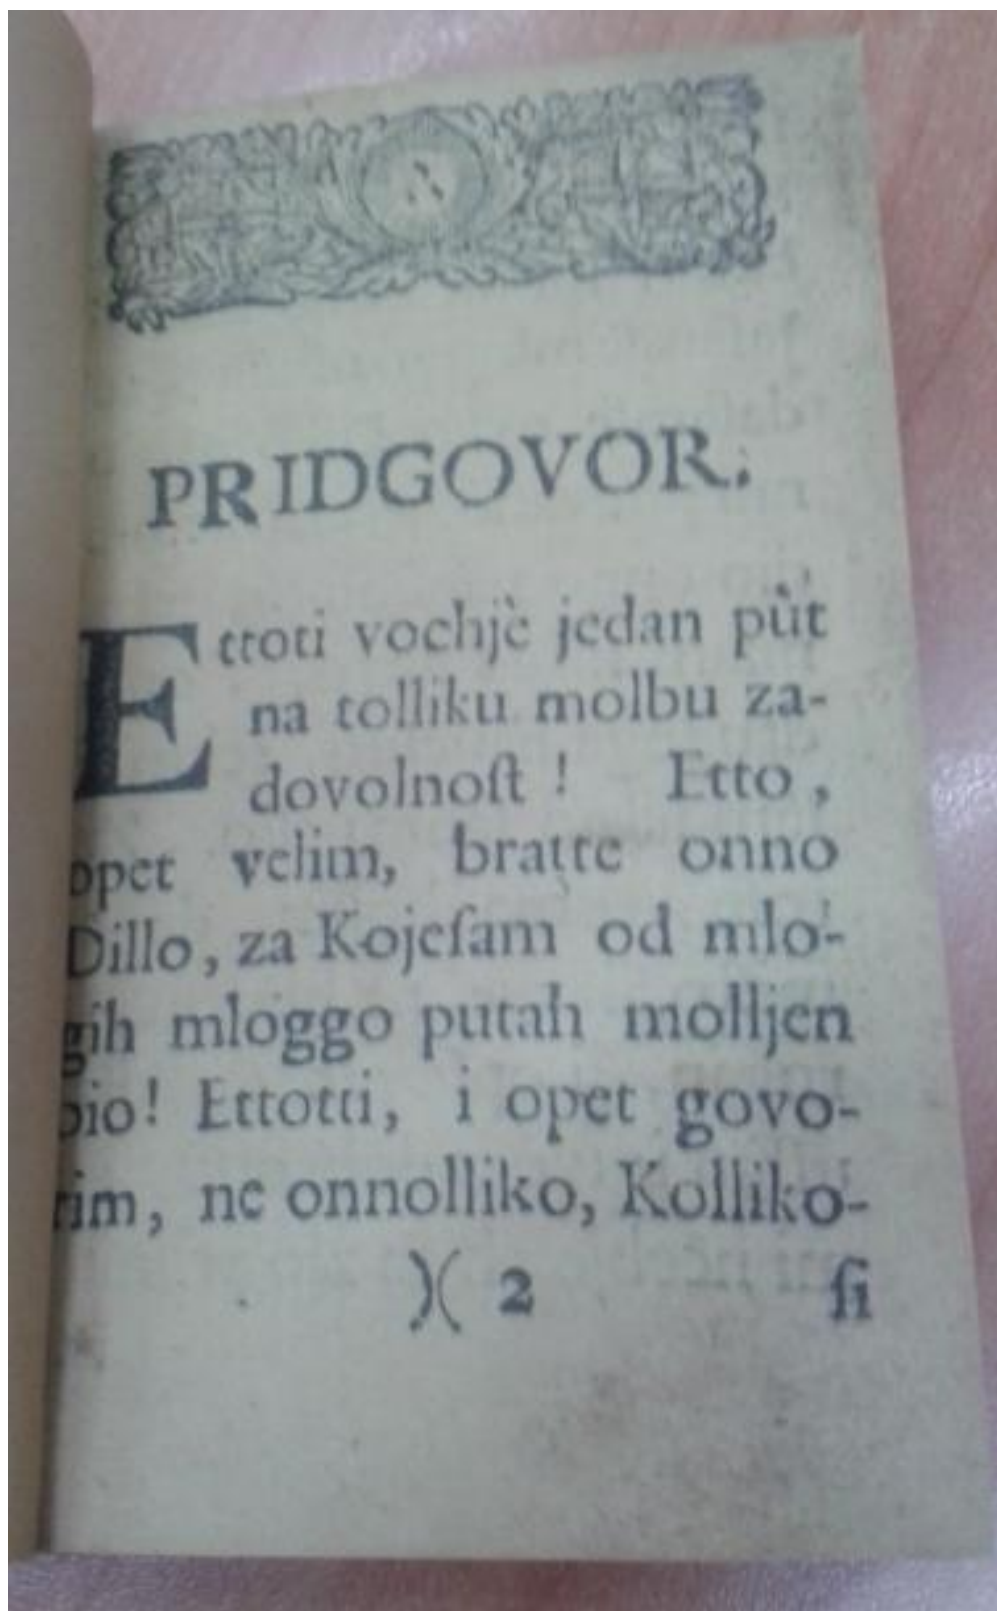 PRIDGOVOR.
Ettoti vochjè jedan pût
na tolliku molbu za-
dovolnoſt ! Etto ,
opet velim, bratte onno
Dillo, za Kojeſam od mlo-
gih mloggo putah molljen
bio! Ettotti, i opet govo-
rim, ne onnolliko, Kolliko-
)( 2 ſi